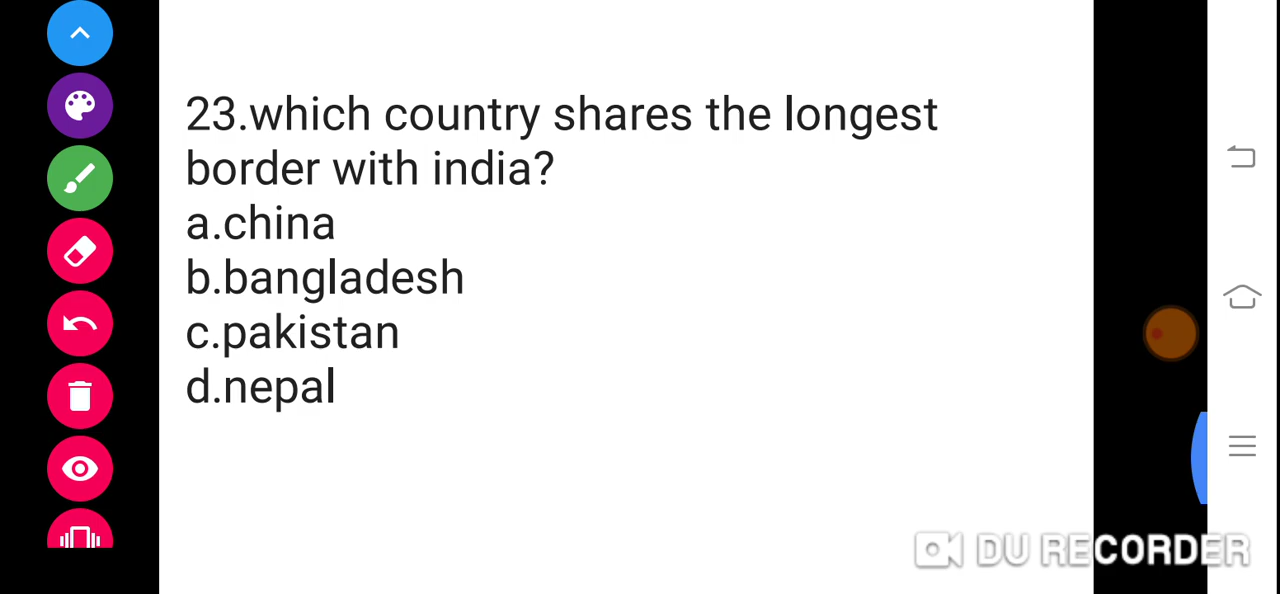 23.which country shares the longest
border with india?
a.china
b.bangladesh
c.pakistan
d.nepal
DU RECORDER